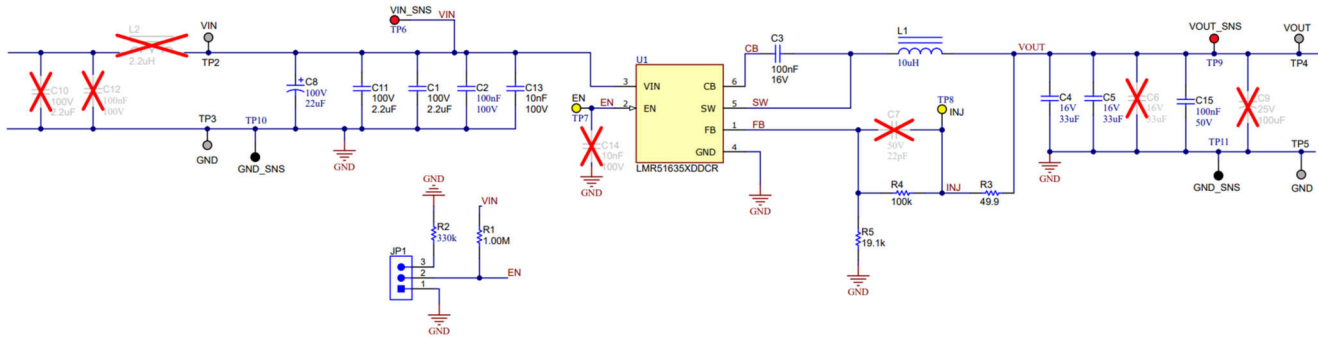 L2
2.2uH
VIN
TP2
VIN_SNS
TP6
VIN
C10
100V
2.2uF
C12
100nF
100V
TP3
GND
TP10
GND_SNS
C8
100V
22uF
GND
C11
100V
2.2uF
C1
100V
2.2uF
C2
100nF
100V
C13
10nF
100V
EN
TP7
EN
C14
10nF
100V
GND
U1
3
VIN
2
EN
CB
6
SW
5
FB
1
GND
4
LMR51635XDDCR
CB
C3
100nF
16V
SW
FB
GND
L1
10uH
VOUT
C7
50V
22pF
TP8
INJ
R4
100k
INJ
R3
49.9
R5
19.1k
GND
C4
16V
33uF
C5
16V
33uF
C6
16V
33uF
C15
100nF
50V
C9
25V
100uF
GND
VOUT_SNS
TP9
VOUT
TP4
TP11
GND_SNS
TP5
GND
GND
R2
330k
VIN
R1
1.00M
JP1
3
2
1
EN
GND